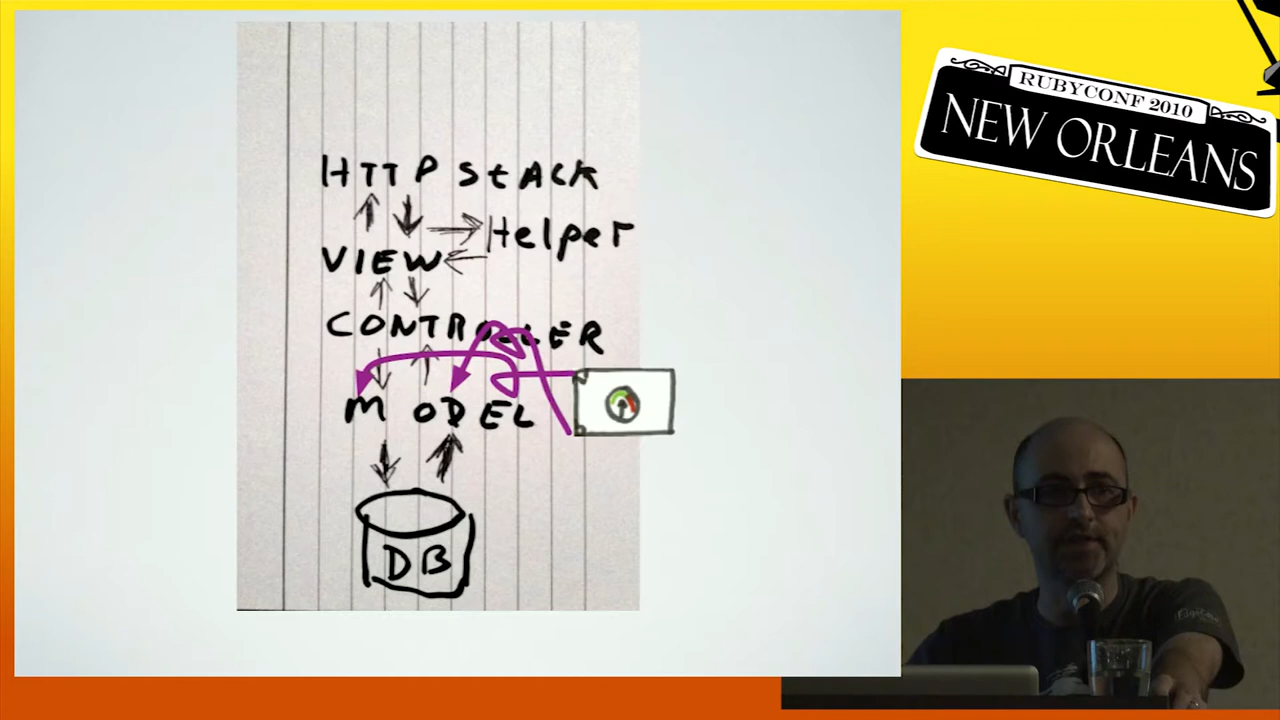 HTTP StACK
Helper
VIEW
CONTROLLER
MODEL
DB
RUBYCONF 2010
NEW ORLEANS